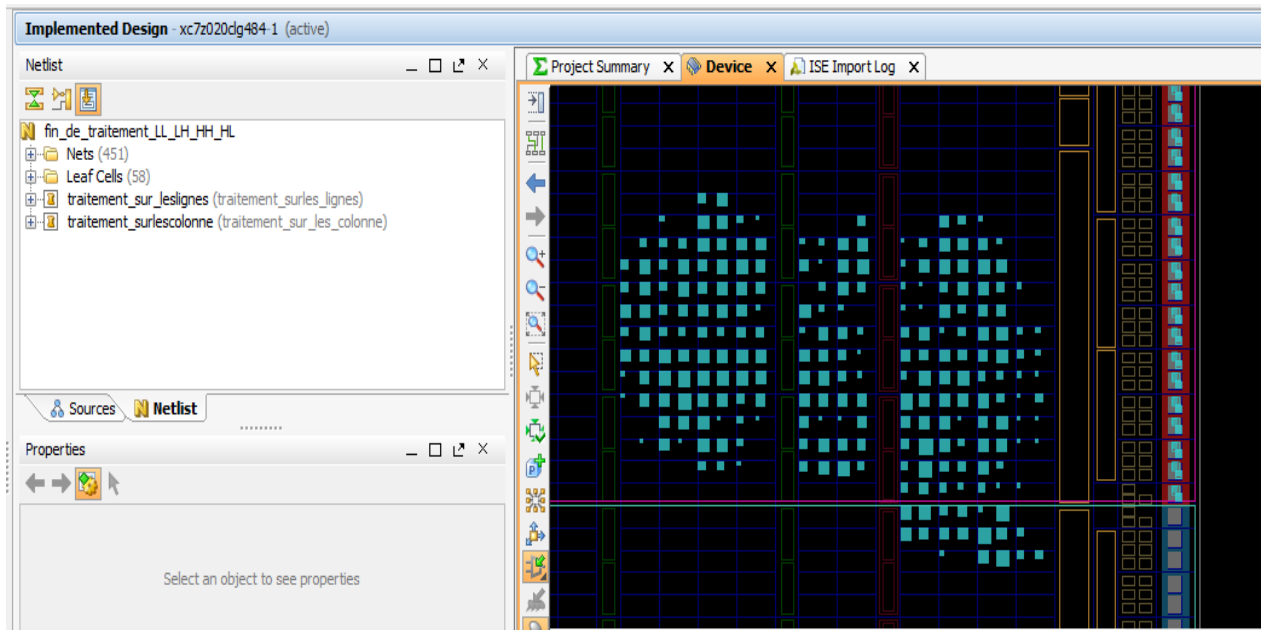 Implemented Design - xc7z020clg484-1 (active)
Netlist
fin_de_traitement_LL_LH_HH_HL
Nets (451)
Leaf Cells (58)
traitement_sur_leslignes (traitement_surles_lignes)
traitement_surlescolonne (traitement_sur_les_colonne)
Sources Netlist
Properties
Select an object to see properties
Project Summary Device ISE Import Log